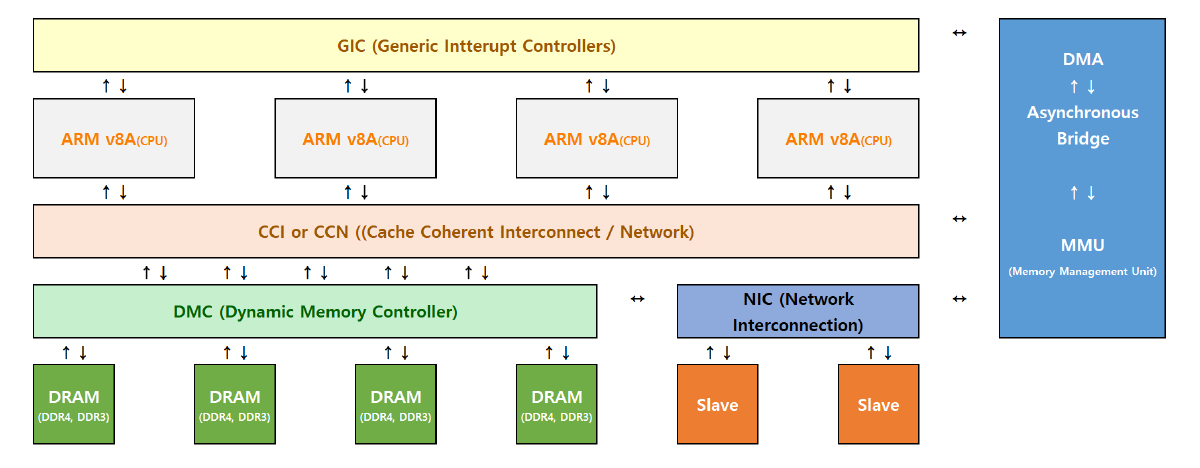 GIC (Generic Intterupt Controllers)
↔
DMA
↑ ↓
Asynchronous
Bridge
↑ ↓
MMU
(Memory Management Unit)
↑ ↓ ↑ ↓ ↑ ↓ ↑ ↓
ARM v8A(CPU) ARM v8A(CPU) ARM v8A(CPU) ARM v8A(CPU)
↑ ↓ ↑ ↓ ↑ ↓ ↑ ↓
CCI or CCN ((Cache Coherent Interconnect / Network)
↔
↑ ↓ ↑ ↓ ↑ ↓ ↑ ↓ ↑ ↓
DMC (Dynamic Memory Controller)
↔
NIC (Network
Interconnection)
↔
↑ ↓ ↑ ↓ ↑ ↓ ↑ ↓ ↑ ↓ ↑ ↓
DRAM
(DDR4, DDR3)
DRAM
(DDR4, DDR3)
DRAM
(DDR4, DDR3)
DRAM
(DDR4, DDR3)
Slave
Slave